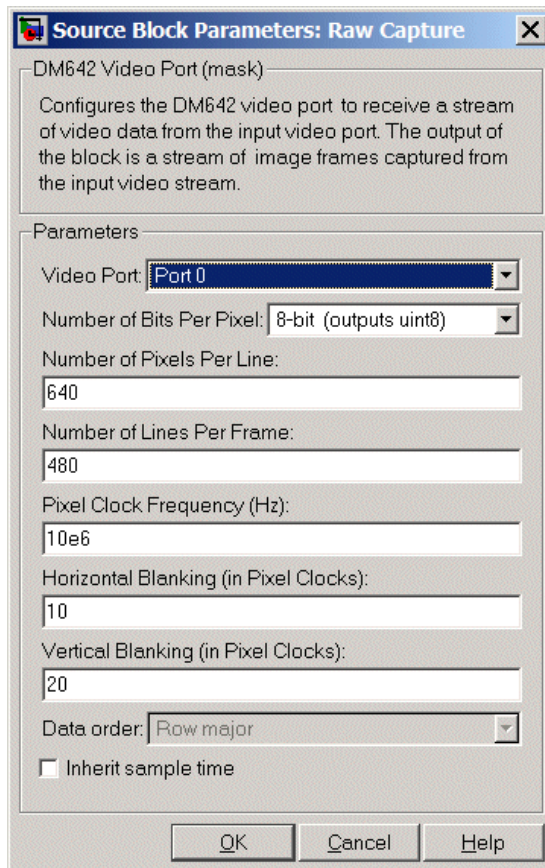 Source Block Parameters: Raw Capture
DM642 Video Port (mask)
Configures the DM642 video port to receive a stream
of video data from the input video port. The output of
the block is a stream of image frames captured from
the input video stream.
Parameters
Video Port: Port 0
Number of Bits Per Pixel: 8-bit (outputs uint8)
Number of Pixels Per Line:
640
Number of Lines Per Frame:
480
Pixel Clock Frequency (Hz):
10e6
Horizontal Blanking (in Pixel Clocks):
10
Vertical Blanking (in Pixel Clocks):
20
Data order: Row major
Inherit sample time
OK Cancel Help